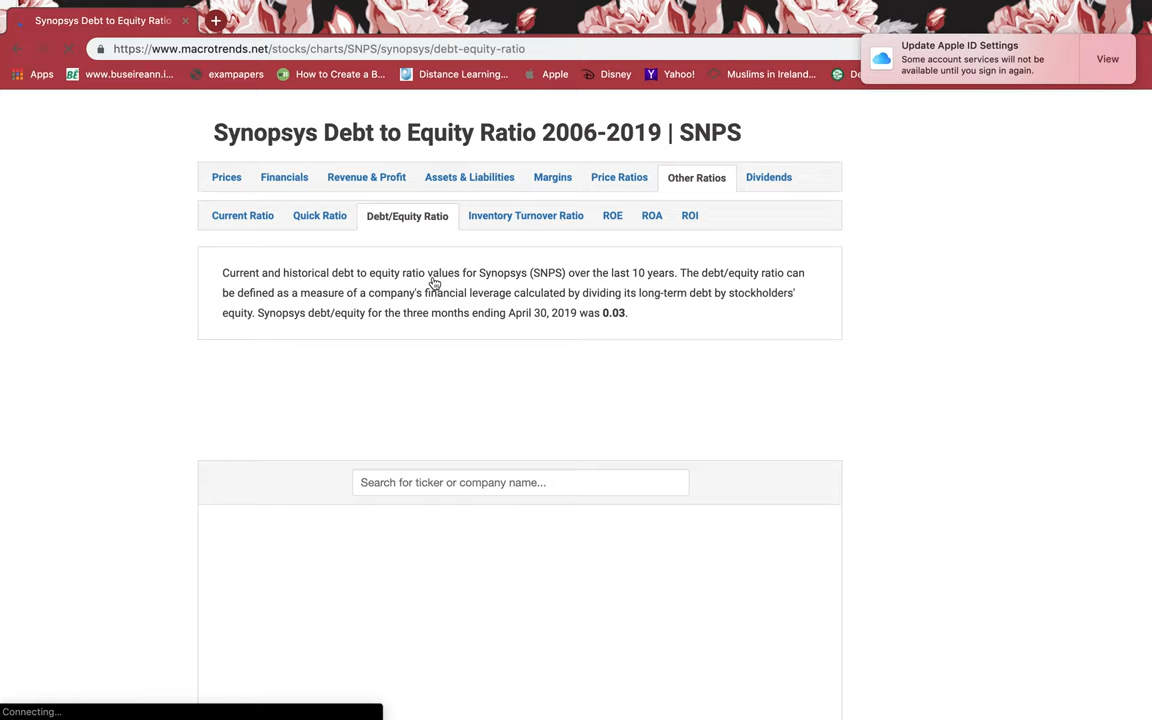 Synopsys Debt to Equity Ratio
https://www.macrotrends.net/stocks/charts/SNPS/synopsys/debt-equity-ratio
Update Apple ID Settings
Some account services will not be
available until you sign in again.
View
Apps www.buseireann.i... exampapers How to Create a B... Distance Learning... Apple Disney Yahoo! Muslims in Ireland...
Synopsys Debt to Equity Ratio 2006-2019 | SNPS
Prices Financials Revenue & Profit Assets & Liabilities Margins Price Ratios Other Ratios Dividends
Current Ratio Quick Ratio Debt/Equity Ratio Inventory Turnover Ratio ROE ROA ROI
Current and historical debt to equity ratio values for Synopsys (SNPS) over the last 10 years. The debt/equity ratio can
be defined as a measure of a company's financial leverage calculated by dividing its long-term debt by stockholders'
equity. Synopsys debt/equity for the three months ending April 30, 2019 was 0.03.
Search for ticker or company name...
Connecting...